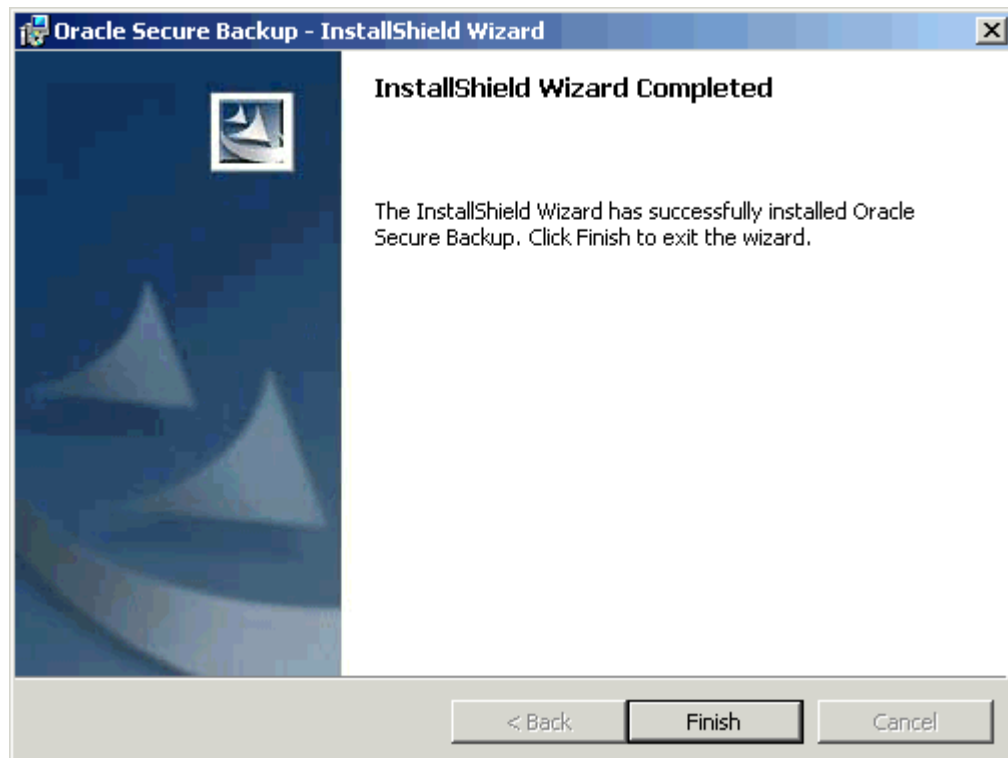 Oracle Secure Backup - InstallShield Wizard
InstallShield Wizard Completed
The InstallShield Wizard has successfully installed Oracle
Secure Backup. Click Finish to exit the wizard.
< Back
Finish
Cancel